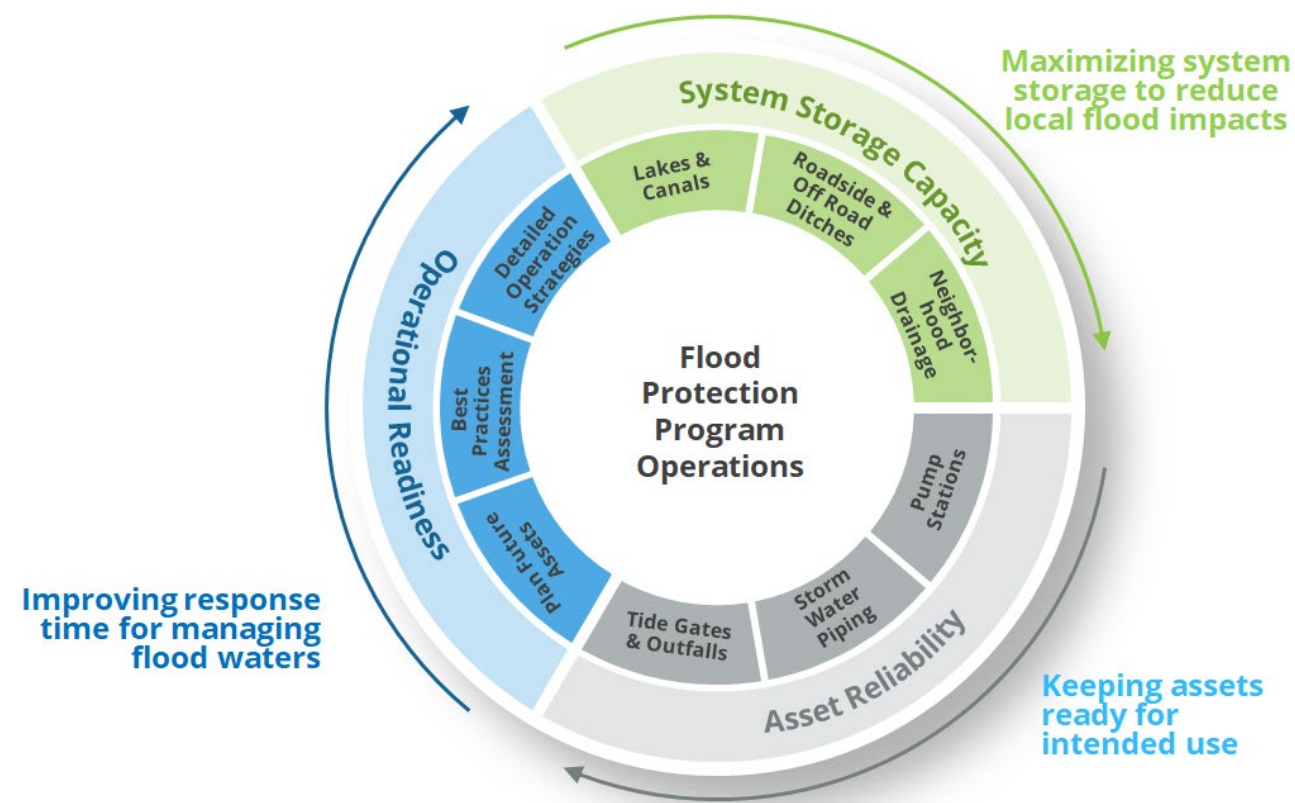 Maximizing system
storage to reduce
local flood impacts
System Storage Capacity
Lakes &
Canals
Roadside &
Off Road
Ditches
Neighbor-
hood
Drainage
Flood
Protection
Program
Operations
Pump
Stations
Storm
Water
Piping
Tide Gates
& Outfalls
Asset Reliability
Keeping assets
ready for
intended use
Operational Readiness
Detailed
Operation
Strategies
Best
Practices
Assessment
Plan Future
Assets
Improving response
time for managing
flood waters